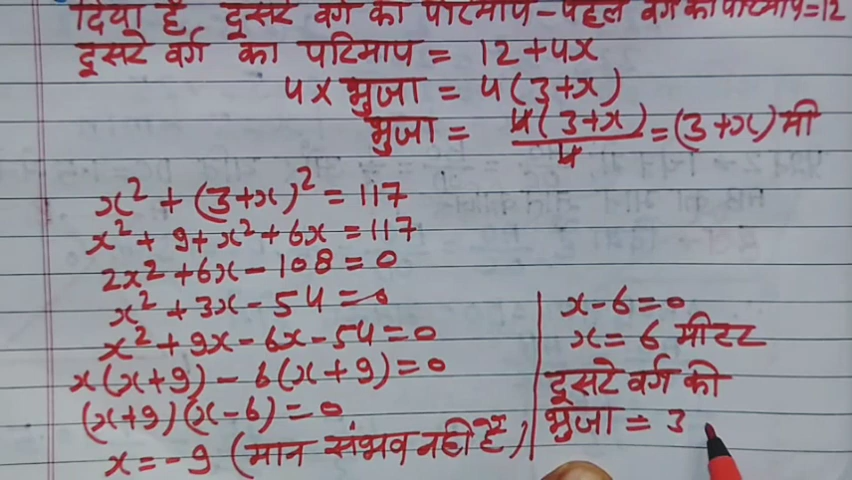 दिया है, दूसरे वर्ग का परिमाप - पहले वर्ग का परिमाप = 12
दूसरे वर्ग का परिमाप = 12+4x
4x भुजा = 4(3+x)
भुजा = 4(3+x)/4 = (3+x) मी
x² + (3+x)² = 117
x² + 9 + x² + 6x = 117
2x² + 6x - 108 = 0
x² + 3x - 54 = 0
x² + 9x - 6x - 54 = 0
x(x+9) - 6(x+9) = 0
(x+9)(x-6) = 0
x = -9 (मान संभव नहीं है)
x-6=0
x = 6 मीटर
दूसरे वर्ग की
भुजा = 3